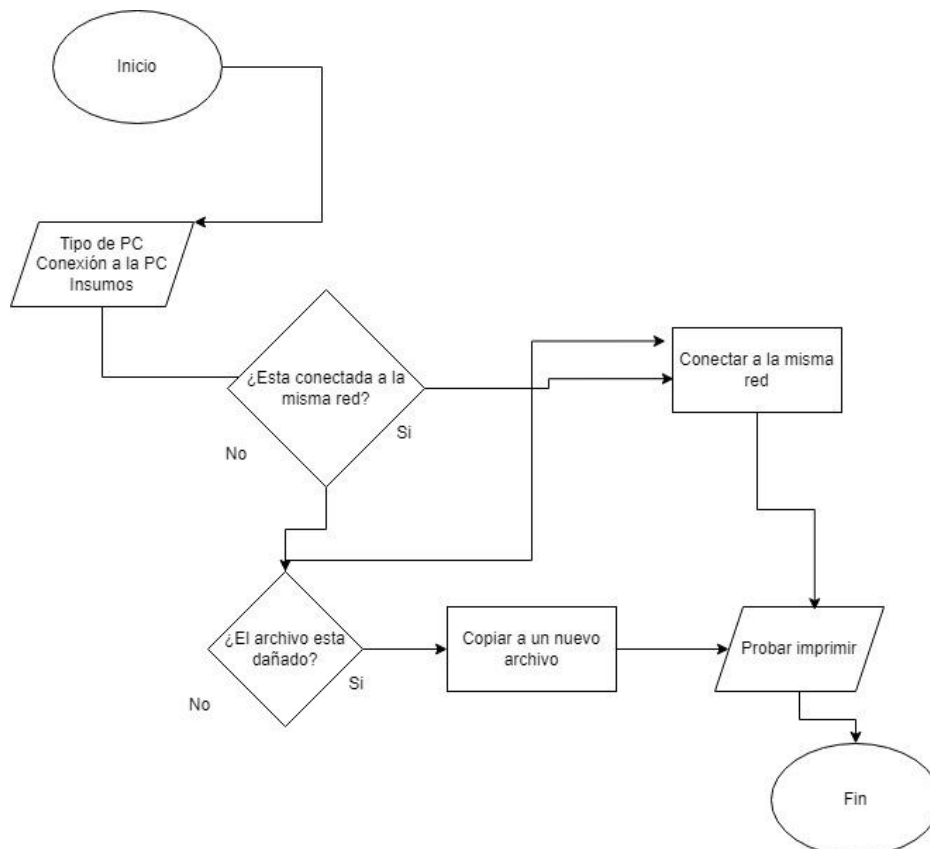 Inicio
Tipo de PC
Conexión a la PC
Insumos
¿Esta conectada a la
misma red?
Si
No
Conectar a la misma
red
¿El archivo esta
dañado?
Si
No
Copiar a un nuevo
archivo
Probar imprimir
Fin